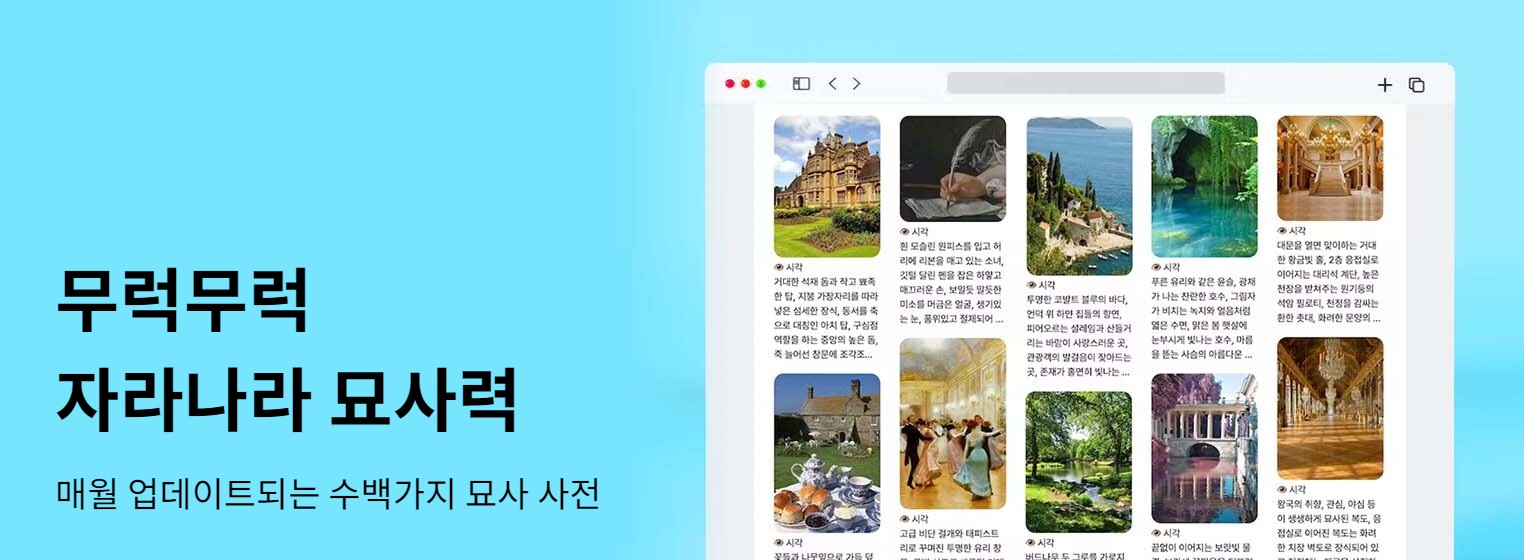 무럭무럭
자라나라 묘사력
매월 업데이트되는 수백가지 묘사 사전
시각
거대한 석재 돔과 작고 뾰족
한 탑, 지붕 가장자리를 따라
넣은 섬세한 장식, 동서를 축
으로 대칭인 아치 탑, 구심점
역할을 하는 중앙의 높은 돔,
죽 늘어선 창문에 조각조...
시각
꽃들과 나뭇잎으로 가득 덮
시각
흰 모슬린 원피스를 입고 허
리에 리본을 매고 있는 소녀,
깃털 달린 펜을 잡은 하얗고
매끄러운 손, 보일듯 말듯한
미소를 머금은 얼굴, 생기있
는 눈, 품위있고 절제되어 ...
시각
고급 비단 결개와 태피스트
리로 꾸며진 투명한 유리 창
시각
투명한 코발트 블루의 바다,
언덕 위 하얀 집들의 향연,
피어오르는 설레임과 산들거
리는 바람이 사랑스러운 곳,
관광객의 발걸음이 잦아드는
곳, 존재가 홀연히 빛나는 ...
시각
버드나무 두 그루를 가로지
시각
푸른 유리와 같은 윤슬, 광채
가 나는 찬란한 호수, 그림자
가 비치는 녹지와 얼음처럼
엷은 수면, 맑은 봄 햇살에
눈부시게 빛나는 호수, 마름
을 뜯는 사슴의 아름다운 ...
시각
끝없이 이어지는 보랏빛 물
시각
대문을 열면 맞이하는 거대
한 황금빛 홀, 2층 응접실로
이어지는 대리석 계단, 높은
천장을 받쳐주는 원기둥의
석암 필로티, 천정을 감싸는
환한 촛대, 화려한 문양의 ...
시각
왕국의 취향, 관심, 야심 등
이 생생하게 묘사된 복도, 응
접실로 이어진 복도는 화려
한 치장 벽토로 장식되어 있